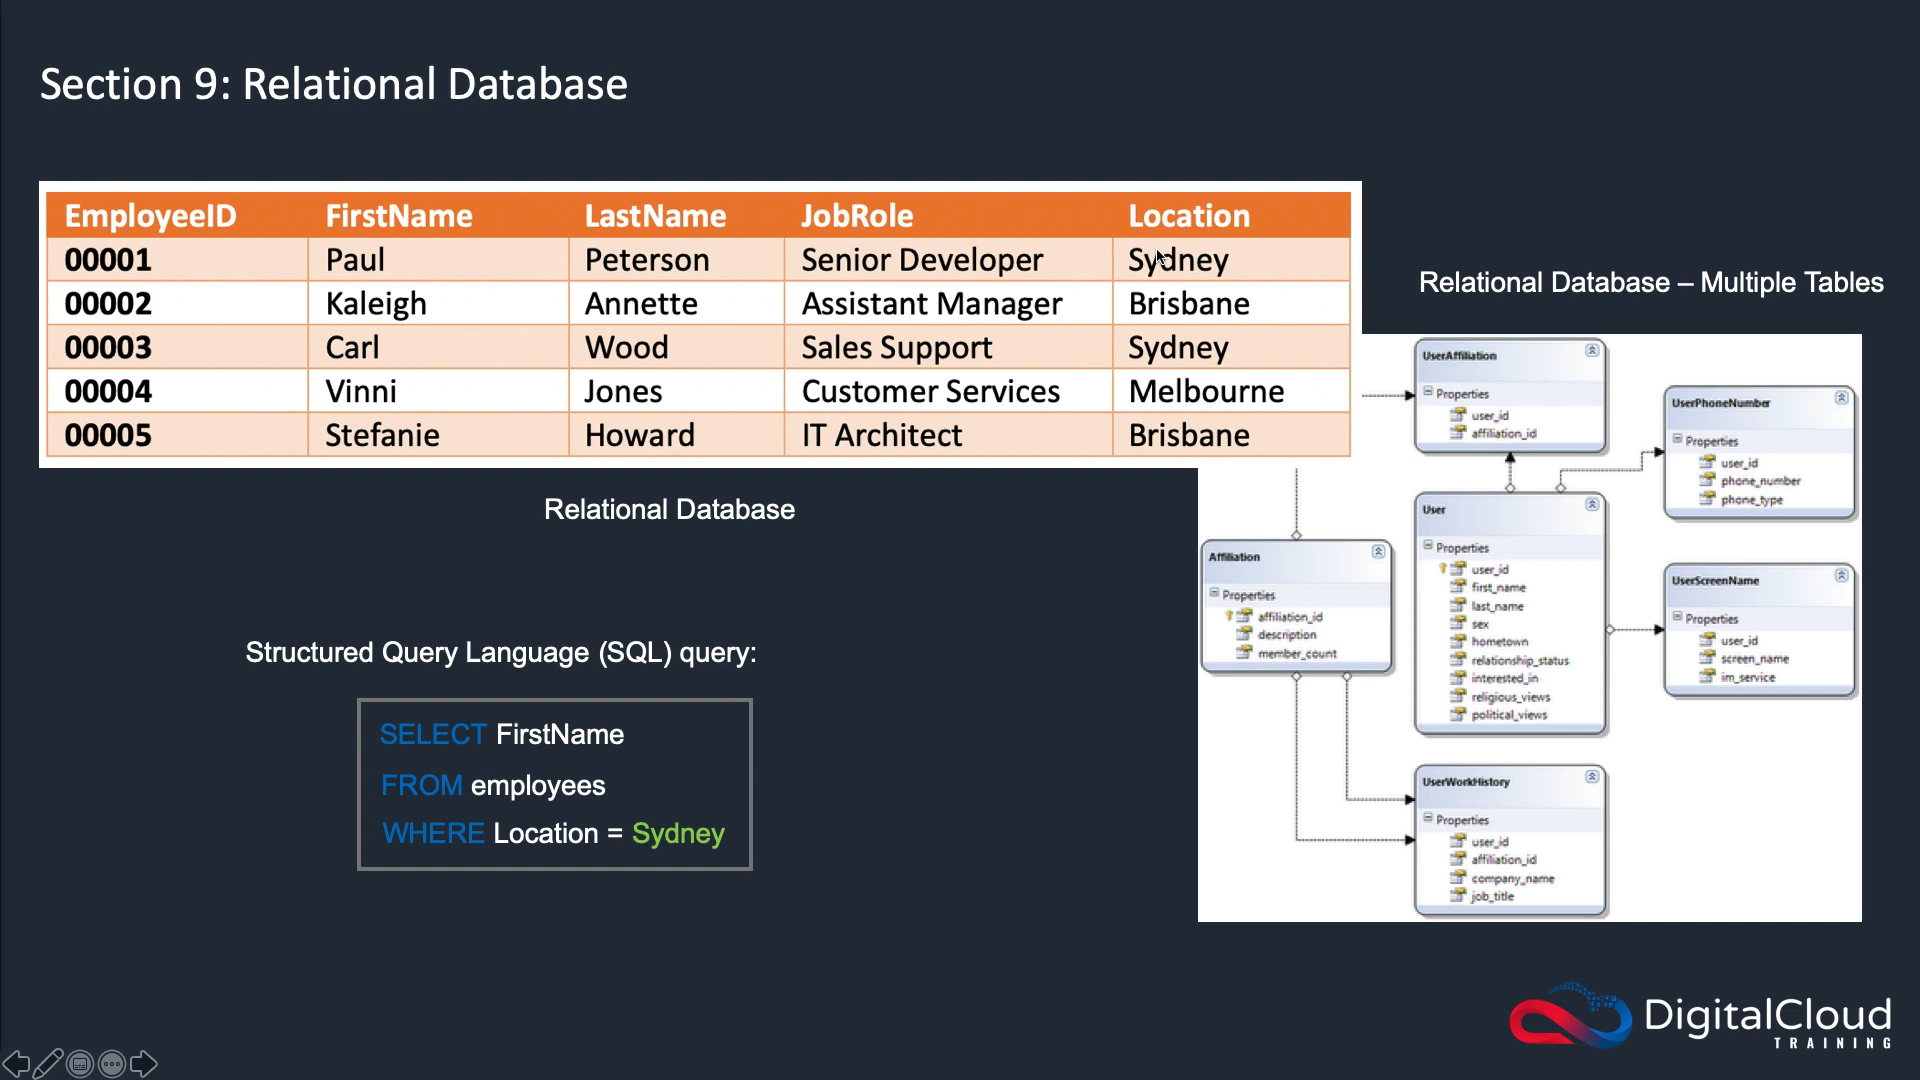 Section 9: Relational Database
EmployeeID FirstName LastName JobRole Location
00001 Paul Peterson Senior Developer Sydney
00002 Kaleigh Annette Assistant Manager Brisbane
00003 Carl Wood Sales Support Sydney
00004 Vinni Jones Customer Services Melbourne
00005 Stefanie Howard IT Architect Brisbane
Relational Database
Structured Query Language (SQL) query:
SELECT FirstName
FROM employees
WHERE Location = Sydney
Relational Database – Multiple Tables
UserAffiliation
Properties
user_id
affiliation_id
UserPhoneNumber
Properties
user_id
phone_number
phone_type
User
Properties
user_id
first_name
last_name
sex
hometown
relationship_status
interested_in
religious_views
political_views
Affiliation
Properties
affiliation_id
description
member_count
UserScreenName
Properties
user_id
screen_name
im_service
UserWorkHistory
Properties
user_id
affiliation_id
company_name
job_title
DigitalCloud
TRAINING